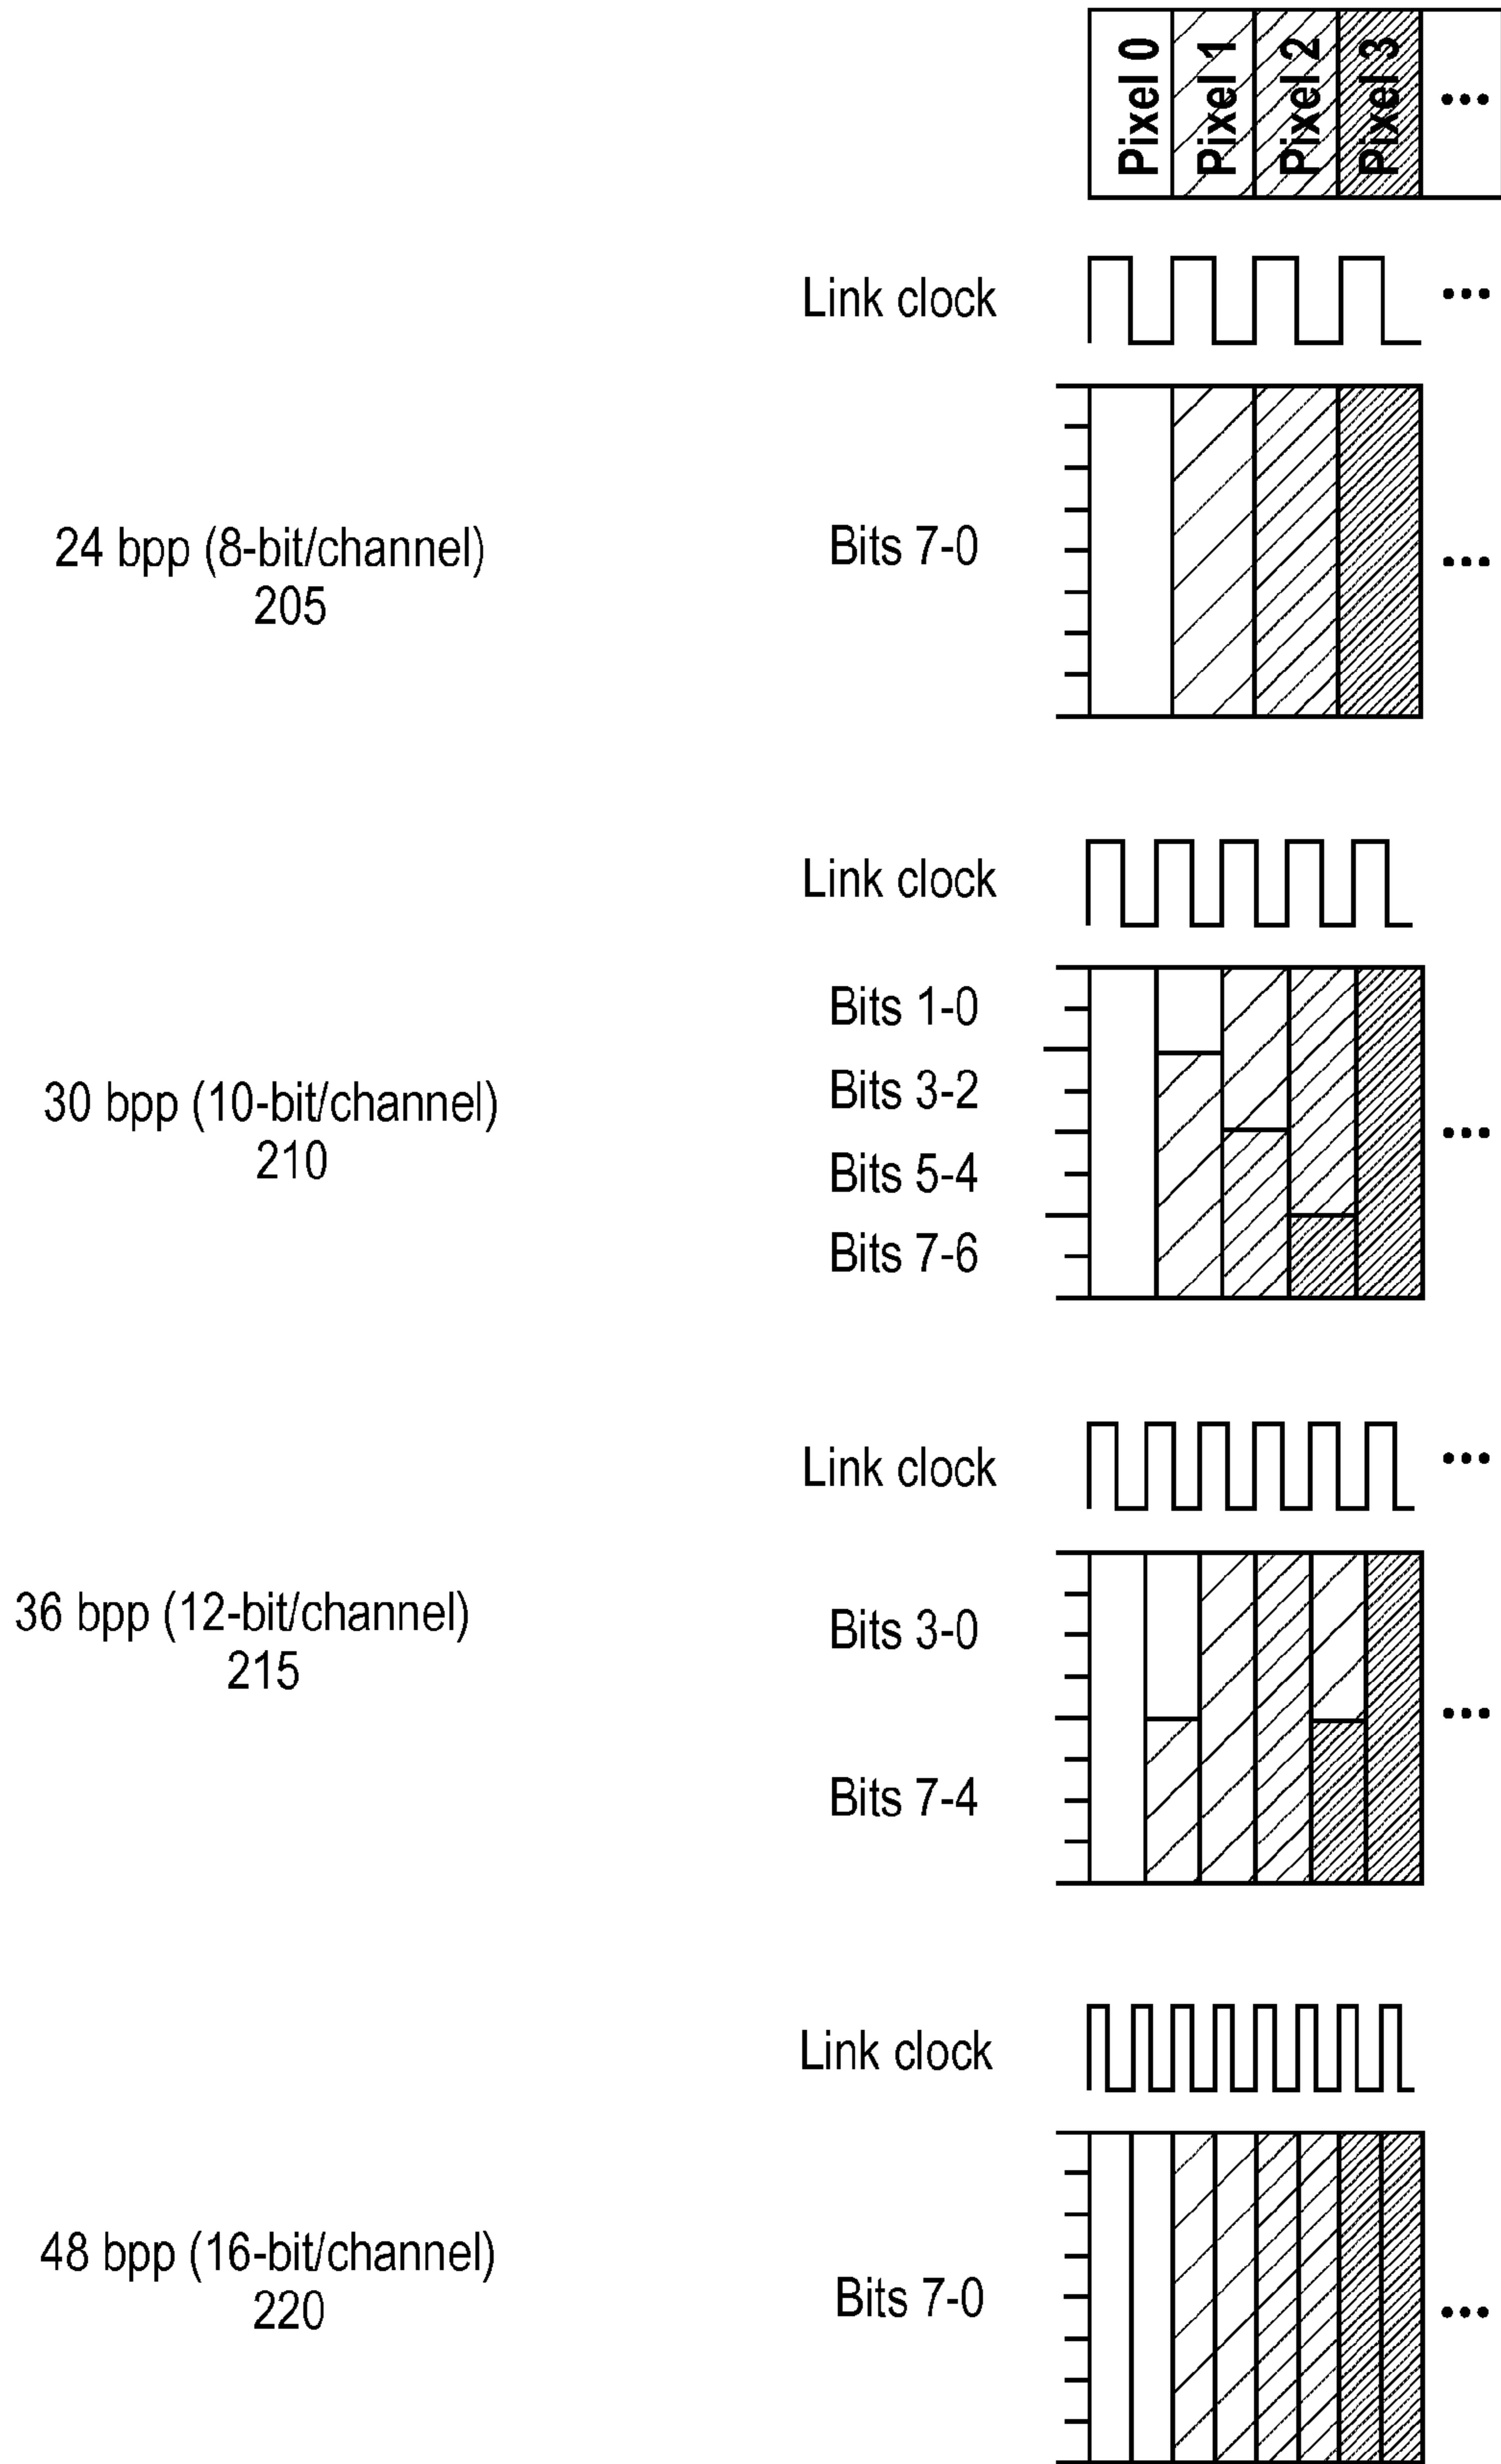 Pixel 0
Pixel 1
Pixel 2
Pixel 3
...
Link clock
...
24 bpp (8-bit/channel)
205
Bits 7-0
...
Link clock
30 bpp (10-bit/channel)
210
Bits 1-0
Bits 3-2
Bits 5-4
Bits 7-6
...
Link clock
...
36 bpp (12-bit/channel)
215
Bits 3-0
Bits 7-4
...
Link clock
48 bpp (16-bit/channel)
220
Bits 7-0
...